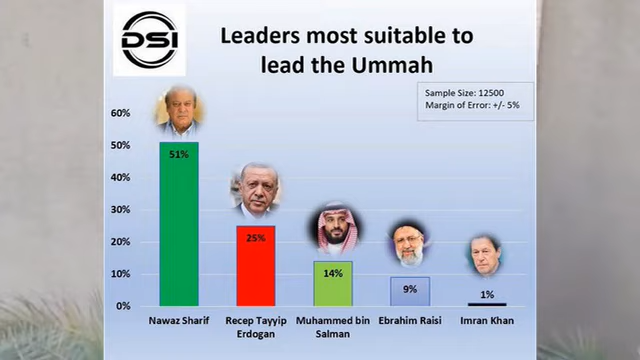 DSI
Leaders most suitable to
lead the Ummah
Sample Size: 12500
Margin of Error: +/- 5%
60%
50%
40%
30%
20%
10%
0%
51%
25%
14%
9%
1%
Nawaz Sharif
Recep Tayyip
Erdogan
Muhammed bin
Salman
Ebrahim Raisi
Imran Khan